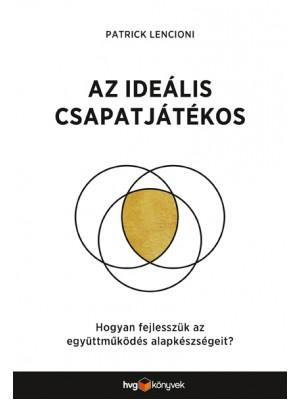 PATRICK LENCIONI
AZ IDEÁLIS
CSAPATJÁTÉKOS
Hogyan fejlesszük az
együttműködés alapkészségeit?
hvg könyvek